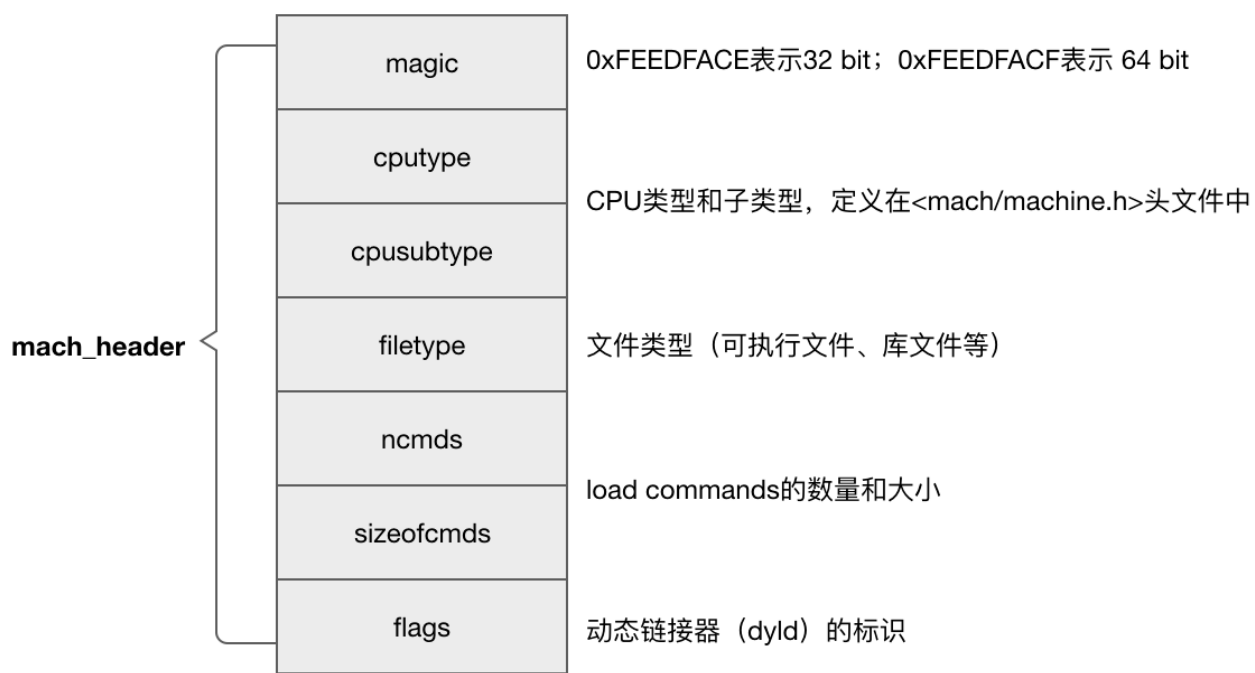 magic
0xFEEDFACE表示32 bit；0xFEEDFACF表示 64 bit
cputype
CPU类型和子类型，定义在<mach/machine.h>头文件中
cpusubtype
mach_header
filetype
文件类型（可执行文件、库文件等）
ncmds
load commands的数量和大小
sizeofcmds
flags
动态链接器（dyld）的标识